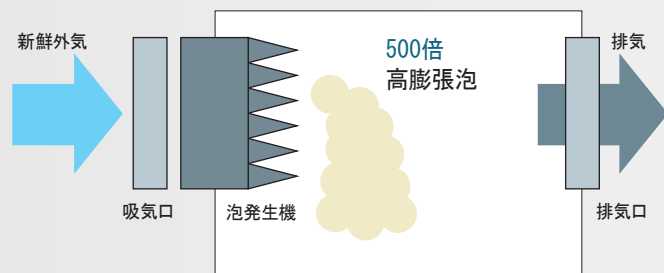 新鮮外気
500倍
高膨張泡
排気
吸気口
泡発生機
排気口